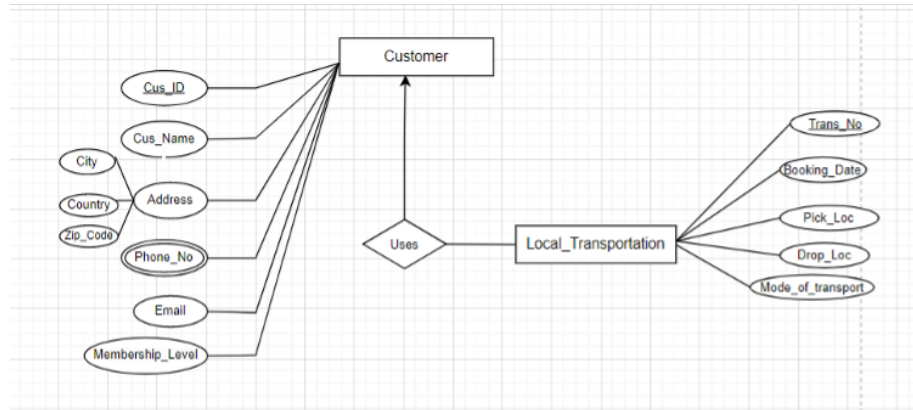 Customer
Cus_ID
Cus_Name
City
Address
Country
Zip_Code
Phone_No
Email
Membership_Level
Uses
Local_Transportation
Trans_No
Booking_Date
Pick_Loc
Drop_Loc
Mode_of_transport